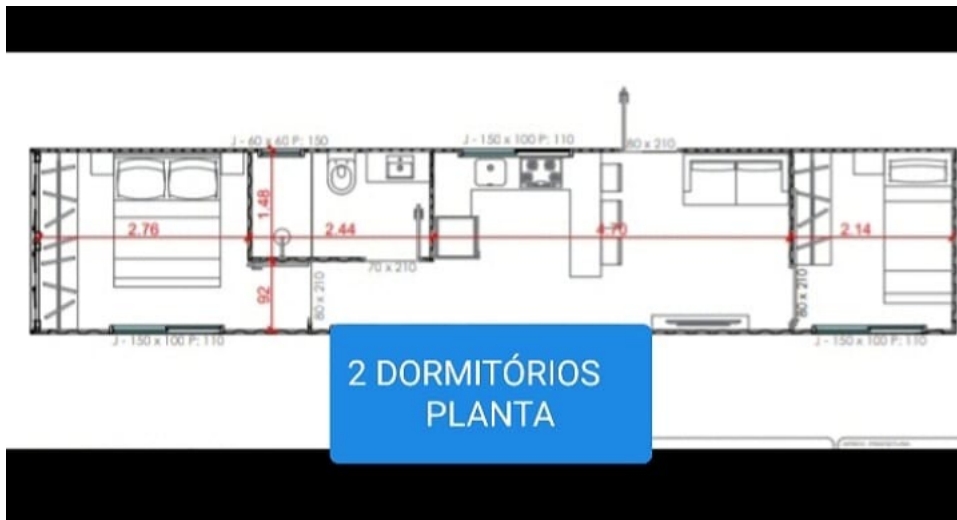 J - 60 x 60 P: 150
J - 150 x 100 P: 110
80 x 210
1.48
2.76
2.44
4.70
2.14
70 x 210
92
80 x 210
80 x 210
J - 150 x 100 P: 110
J - 150 x 100 P: 110
2 DORMITÓRIOS
PLANTA